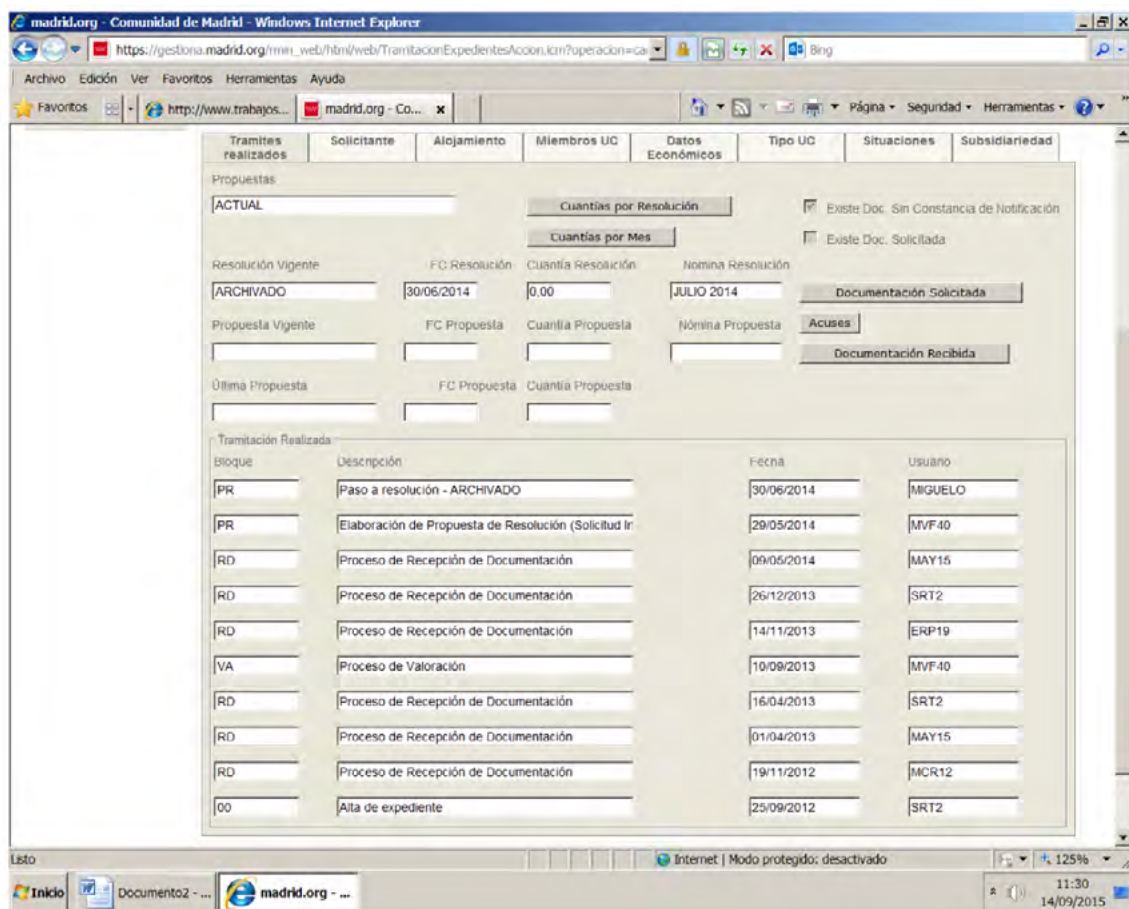 madrid.org - Comunidad de Madrid - Windows Internet Explorer
Bing
Archivo Edición Ver Favoritos Herramientas Ayuda
Favoritos http://www.trabajos... madrid.org - Co... x Página Seguridad Herramientas
Tramites realizados Solicitante Alojamiento Miembros UC Datos Económicos Tipo UC Situaciones Subsidiariedad
Propuestas
ACTUAL Cuantías por Resolución Existe Doc. Sin Constancia de Notificación
Cuantías por Mes Existe Doc. Solicitada
Resolución Vigente FC Resolución Cuantía Resolución Nomina Resolución
ARCHIVADO 30/06/2014 0,00 JULIO 2014 Documentación Solicitada
Propuesta Vigente FC Propuesta Cuantía Propuesta Nómina Propuesta Acuses
Documentación Recibida
Última Propuesta FC Propuesta Cuantía Propuesta
Tramitación Realizada
Bloque Descripción Fecha Usuario
PR Paso a resolución - ARCHIVADO 30/06/2014 MIGUELO
PR Elaboración de Propuesta de Resolución (Solicitud Ir 29/05/2014 MVF40
RD Proceso de Recepción de Documentación 09/05/2014 MAY15
RD Proceso de Recepción de Documentación 26/12/2013 SRT2
RD Proceso de Recepción de Documentación 14/11/2013 ERP19
VA Proceso de Valoración 10/09/2013 MVF40
RD Proceso de Recepción de Documentación 16/04/2013 SRT2
RD Proceso de Recepción de Documentación 01/04/2013 MAY15
RD Proceso de Recepción de Documentación 19/11/2012 MCR12
00 Alta de expediente 25/09/2012 SRT2
Listo Internet | Modo protegido: desactivado 125%
Inicio Documento2 - ... madrid.org - ... 11:30
14/09/2015